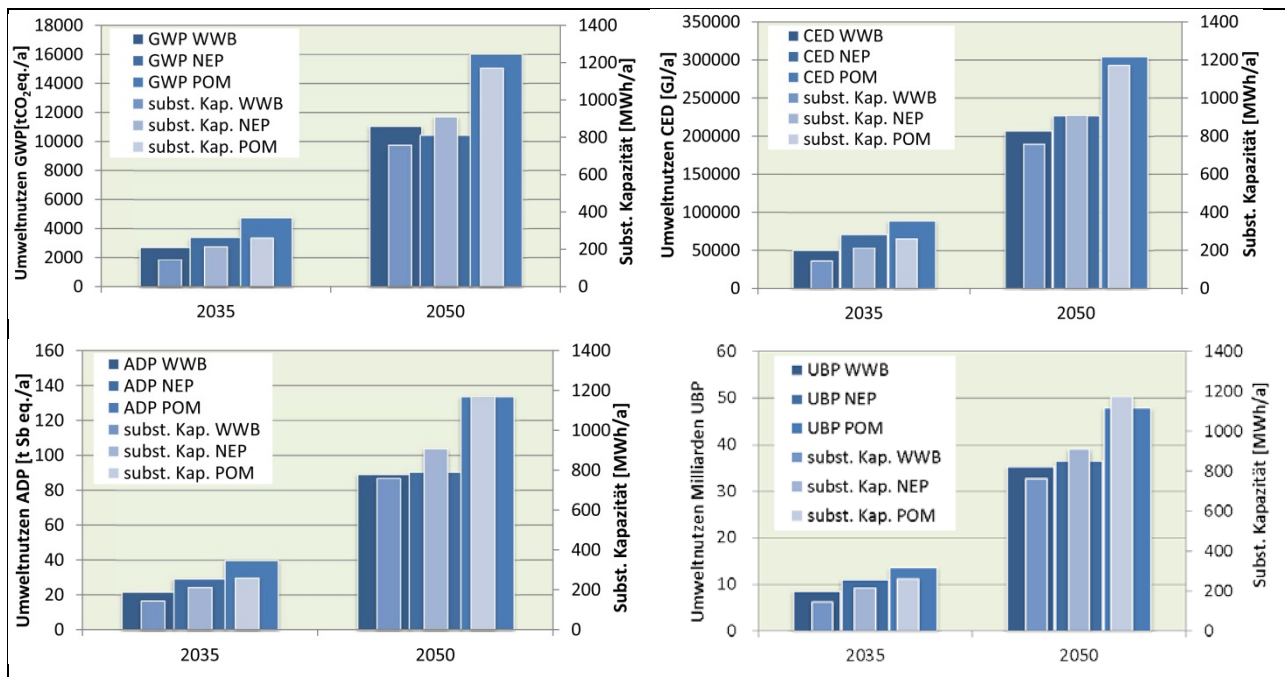 Umweltnutzen GWP[tCO₂eq./a]
18000
16000
14000
12000
10000
8000
6000
4000
2000
0
GWP WWB
GWP NEP
GWP POM
subst. Kap. WWB
subst. Kap. NEP
subst. Kap. POM
2035
2050
1400
1200
1000
800
600
400
200
0
Subst. Kapazität [MWh/a]
Umweltnutzen CED [GJ/a]
350000
300000
250000
200000
150000
100000
50000
0
CED WWB
CED NEP
CED POM
subst. Kap. WWB
subst. Kap. NEP
subst. Kap. POM
2035
2050
1400
1200
1000
800
600
400
200
0
Subst. Kapazität [MWh/a]
Umweltnutzen ADP [t Sb eq./a]
160
140
120
100
80
60
40
20
0
ADP WWB
ADP NEP
ADP POM
subst. Kap. WWB
subst. Kap. NEP
subst. Kap. POM
2035
2050
1400
1200
1000
800
600
400
200
0
Subst. Kapazität [MWh/a]
Umweltnutzen Milliarden UBP
60
50
40
30
20
10
0
UBP WWB
UBP NEP
UBP POM
subst. Kap. WWB
subst. Kap. NEP
subst. Kap. POM
2035
2050
1400
1200
1000
800
600
400
200
0
Subst. Kapazität [MWh/a]